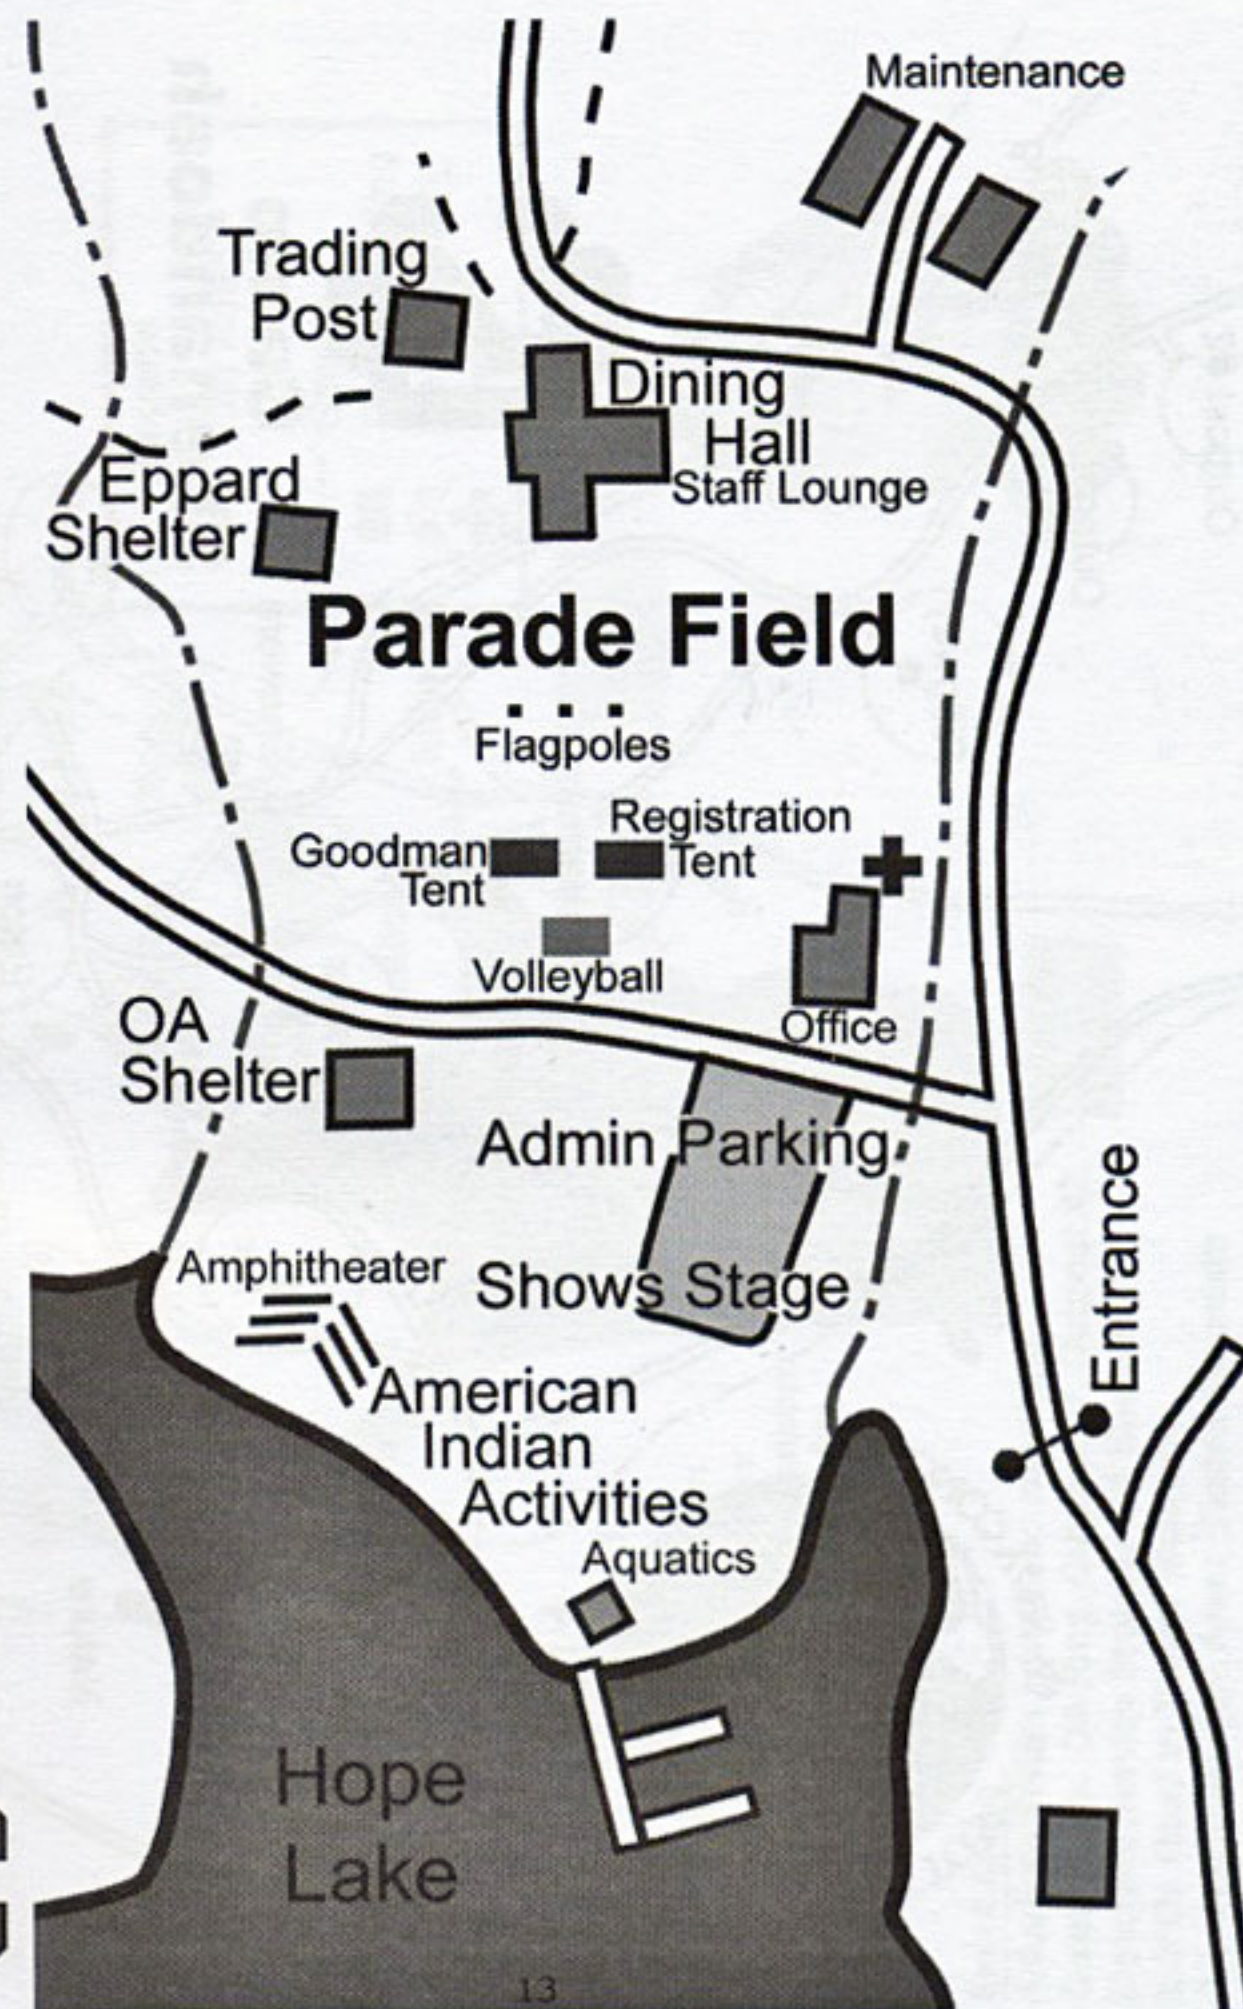 Maintenance
Trading
Post
Dining
Hall
Staff Lounge
Eppard
Shelter
Parade Field
Flagpoles
Registration
Tent
Goodman
Tent
Volleyball
Office
OA
Shelter
Admin Parking
Entrance
Amphitheater
Shows Stage
American
Indian
Activities
Aquatics
Hope
Lake
13